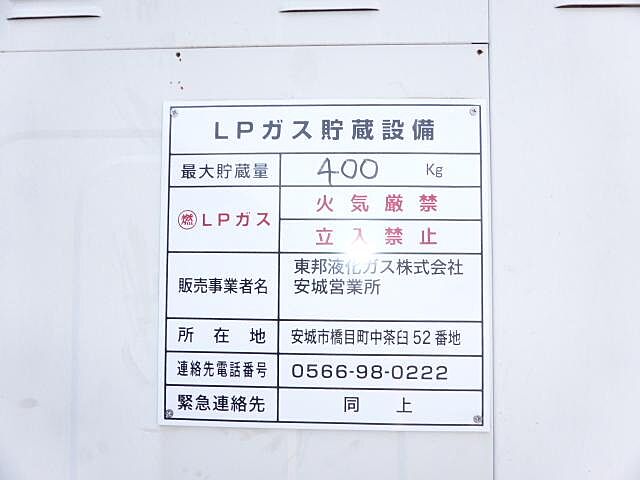 LPガス貯蔵設備
最大貯蔵量 400 Kg
燃 LPガス 火気厳禁
立入禁止
販売事業者名 東邦液化ガス株式会社
安城営業所
所在地 安城市橋目町中茶臼52番地
連絡先電話番号 0566-98-0222
緊急連絡先 同上